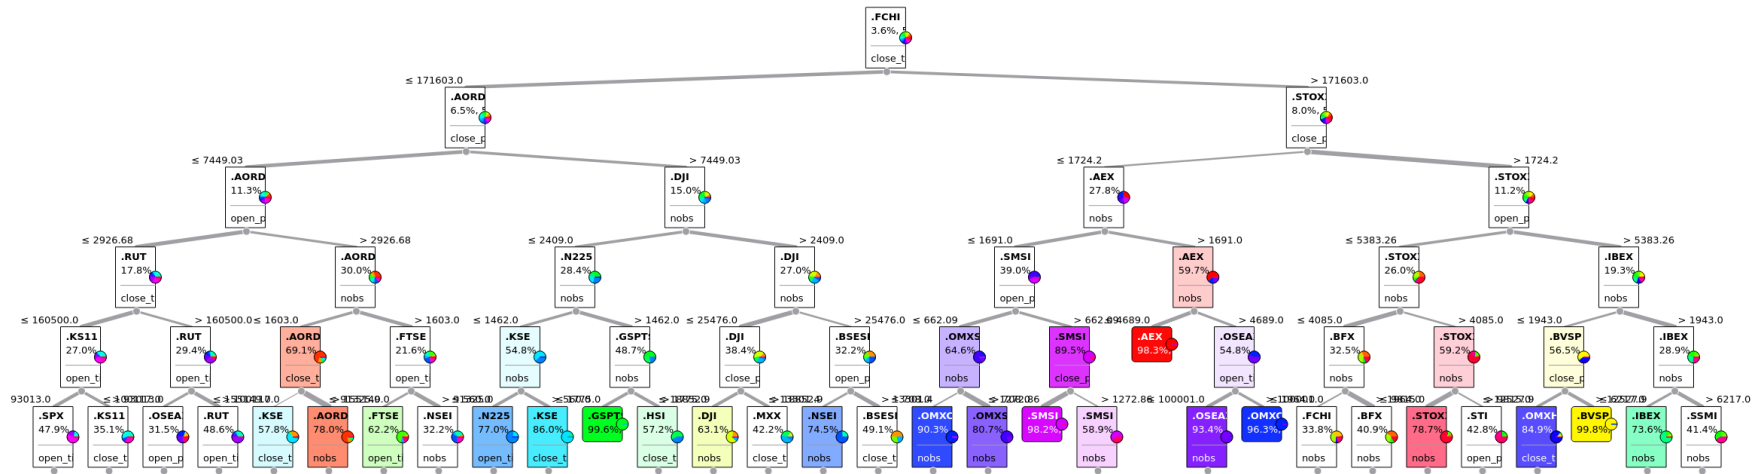 .FCHI
3.6%,
close_t
≤ 171603.0
> 171603.0
.AORD
6.5%,
close_p
.STOX
8.0%,
close_p
≤ 7449.03
> 7449.03
≤ 1724.2
> 1724.2
.AORD
11.3%
open_p
.DJI
15.0%
nobs
.AEX
27.8%
nobs
.STOX
11.2%
open_p
≤ 2926.68
> 2926.68
≤ 2409.0
> 2409.0
≤ 1691.0
> 1691.0
≤ 5383.26
> 5383.26
.RUT
17.8%
close_t
.AORD
30.0%
nobs
.N225
28.4%
nobs
.DJI
27.0%
nobs
.SMSI
39.0%
open_p
.AEX
59.7%
nobs
.STOX
26.0%
nobs
.IBEX
19.3%
nobs
≤ 160500.0
> 160500.0
≤ 1603.0
> 1603.0
≤ 1462.0
> 1462.0
≤ 25476.0
> 25476.0
≤ 662.09
> 662.09
≤ 4689.0
> 4689.0
≤ 4085.0
> 4085.0
≤ 1943.0
> 1943.0
.KS11
27.0%
open_t
.RUT
29.4%
open_t
.AORD
69.1%
close_t
.FTSE
21.6%
nobs
.KSE
54.8%
nobs
.GSPT
48.7%
nobs
.DJI
38.4%
nobs
.BSESI
32.2%
nobs
.OMXS
64.6%
nobs
.SMSI
89.5%
close_p
.AEX
98.3%
.OSEA
54.8%
open_t
.BFX
32.5%
nobs
.STOX
59.2%
nobs
.BVSP
56.5%
close_p
.IBEX
28.9%
nobs
93013.0
> 1272.86
≤ 100001.0
> 6217.0
.SPX
47.9%
open_t
.KS11
35.1%
close_t
.OSEA
31.5%
open_p
.RUT
48.6%
open_t
.KSE
57.8%
close_t
.AORD
78.0%
nobs
.FTSE
62.2%
open_t
.NSEI
32.2%
nobs
.N225
77.0%
open_t
.KSE
86.0%
close_t
.GSPT
99.6%
.HSI
57.2%
close_t
.DJI
63.1%
nobs
.MXX
42.2%
close_t
.NSEI
74.5%
nobs
.BSESI
49.1%
close_t
.OMXC
90.3%
nobs
.OMXS
80.7%
nobs
.SMSI
98.2%
.SMSI
58.9%
nobs
.OSEA
93.4%
open_t
.OMXC
96.3%
.FCHI
33.8%
nobs
.BFX
40.9%
nobs
.STOX
78.7%
nobs
.STI
42.8%
open_t
.OMXH
84.9%
close_t
.BVSP
99.8%
.IBEX
73.6%
nobs
.SSMI
41.4%
nobs